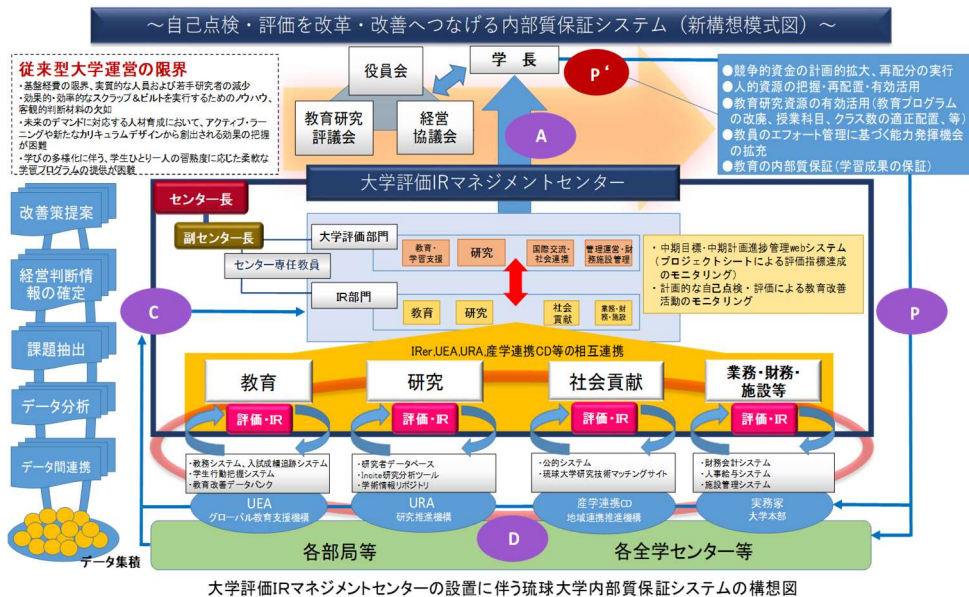 ～自己点検・評価を改革・改善へつなげる内部質保証システム（新構想模式図）～
従来型大学運営の限界
・基盤経費の限界、実質的な人員および若手研究者の減少
・効果的・効率的なスクラップ&ビルトを実行するためのノウハウ、
客観的判断材料の欠如
・未来のデマンドに対応する人材育成において、アクティブ・ラー
ニングや新たなカリキュラムデザインから創出される効果の把握
が困難
・学びの多様化に伴う、学生ひとり一人の習熟度に応じた柔軟な
学習プログラムの提供が困難
役員会
学　長
教育研究
評議会
経営
協議会
P‘
A
●競争的資金の計画的拡大、再配分の実行
●人的資源の把握・再配置・有効活用
●教育研究資源の有効活用（教育プログラム
の改廃、授業科目、クラス数の適正配置、等）
●教員のエフォート管理に基づく能力発揮機会
の拡充
●教育の内部質保証（学習成果の保証）
大学評価IRマネジメントセンター
センター長
副センター長
センター専任教員
大学評価部門
教育・
学習支援
研究
国際交流・
社会連携
管理運営・財
務施設管理
IR部門
教育
研究
社会
貢献
業務・財
務・施設
・中期目標・中期計画進捗管理webシステム
（プロジェクトシートによる評価指標達成
のモニタリング）
・計画的な自己点検・評価による教育改善
活動のモニタリング
C
P
改善策提案
経営判断情
報の確定
課題抽出
データ分析
データ間連携
データ集積
IRer,UEA,URA,産学連携CD等の相互連携
教育
研究
社会貢献
業務・財務・
施設等
評価・IR
評価・IR
評価・IR
評価・IR
・教務システム、入試成績追跡システム
・学生行動把握システム
・教育改善データバンク
・研究者データベース
・Incite研究分析ツール
・学術情報リポジトリ
・公的システム
・琉球大学研究技術マッチングサイト
・財務会計システム
・人事給与システム
・施設管理システム
UEA
グローバル教育支援機構
URA
研究推進機構
産学連携CD
地域連携推進機構
実務家
大学本部
各部局等
D
各全学センター等
大学評価IRマネジメントセンターの設置に伴う琉球大学内部質保証システムの構想図